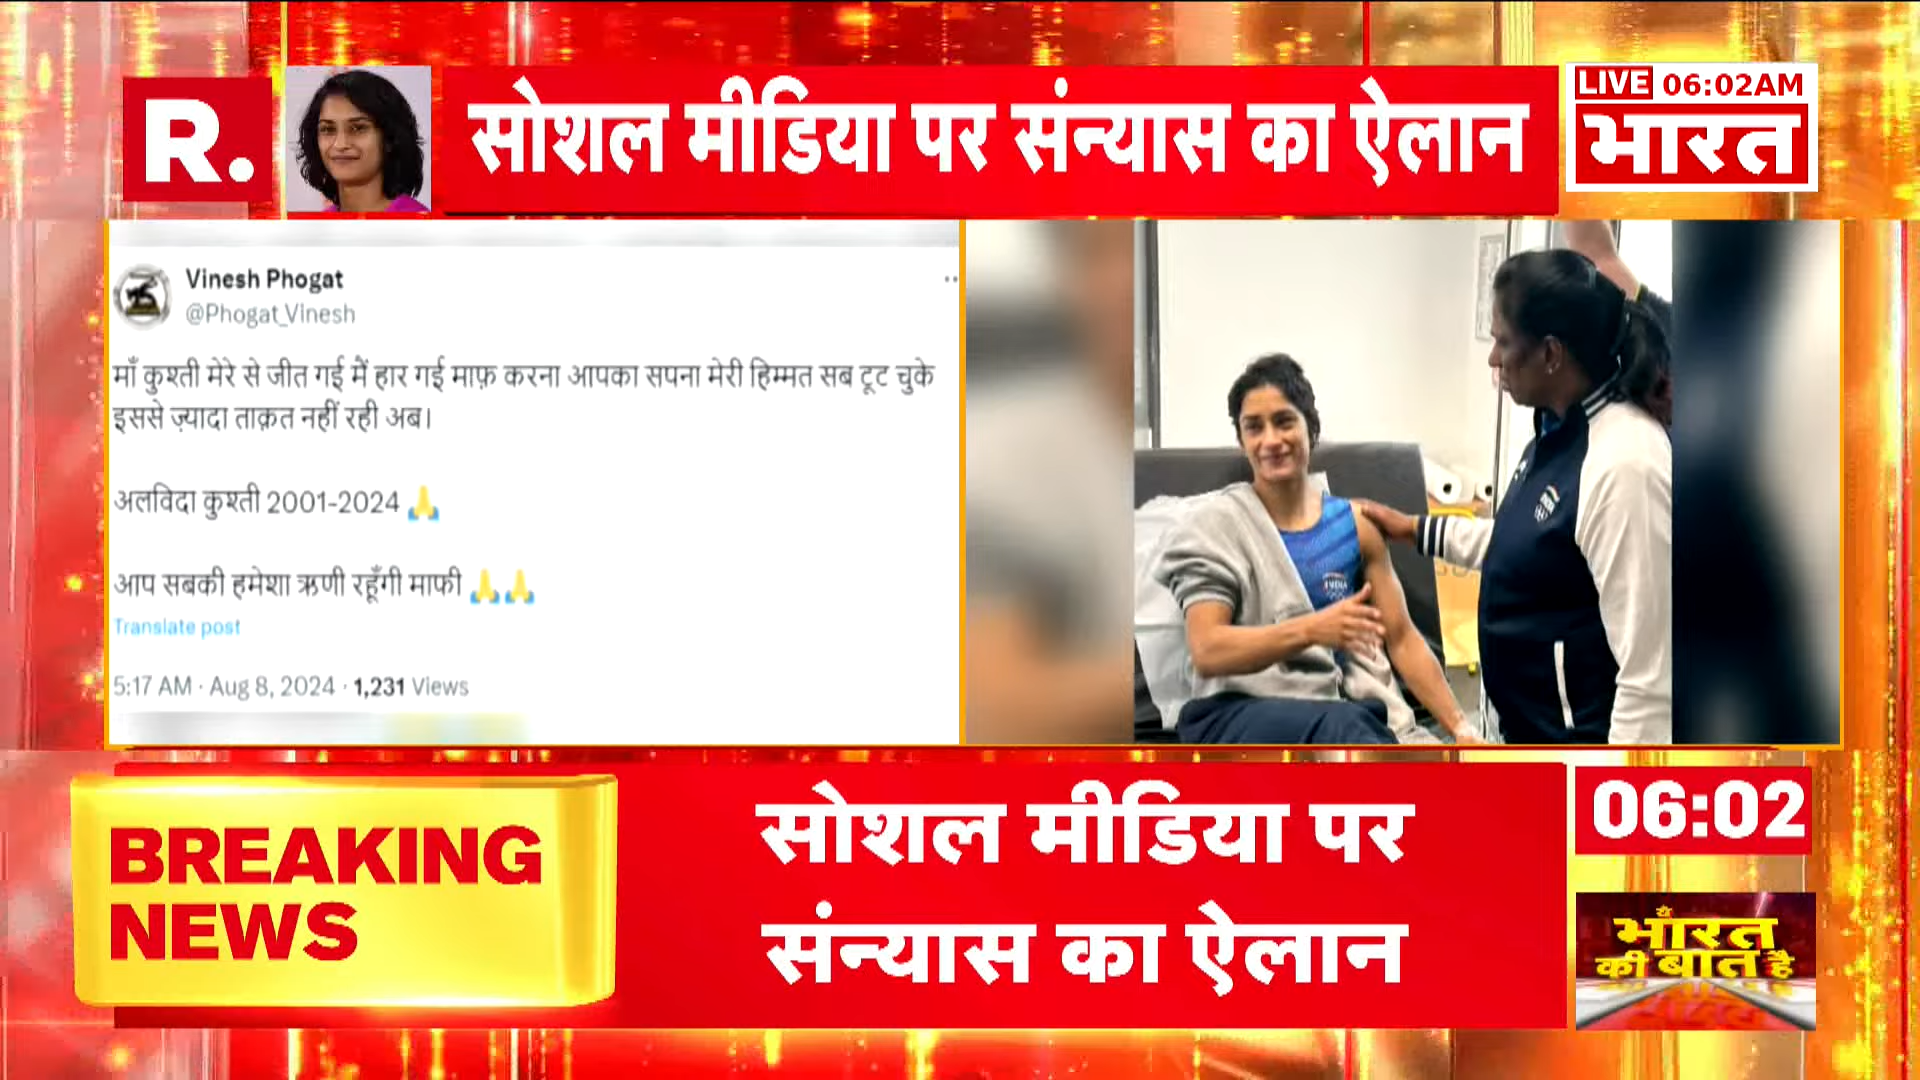 R.
सोशल मीडिया पर संन्यास का ऐलान
LIVE 06:02AM
भारत
Vinesh Phogat
@Phogat_Vinesh
माँ कुश्ती मेरे से जीत गई मैं हार गई माफ़ करना आपका सपना मेरी हिम्मत सब टूट चुके
इससे ज़्यादा ताक़त नहीं रही अब।
अलविदा कुश्ती 2001-2024 🙏
आप सबकी हमेशा ऋणी रहूँगी माफी 🙏🙏
Translate post
5:17 AM · Aug 8, 2024 · 1,231 Views
INDIA
BREAKING
NEWS
सोशल मीडिया पर
संन्यास का ऐलान
06:02
ये
भारत
की बात है